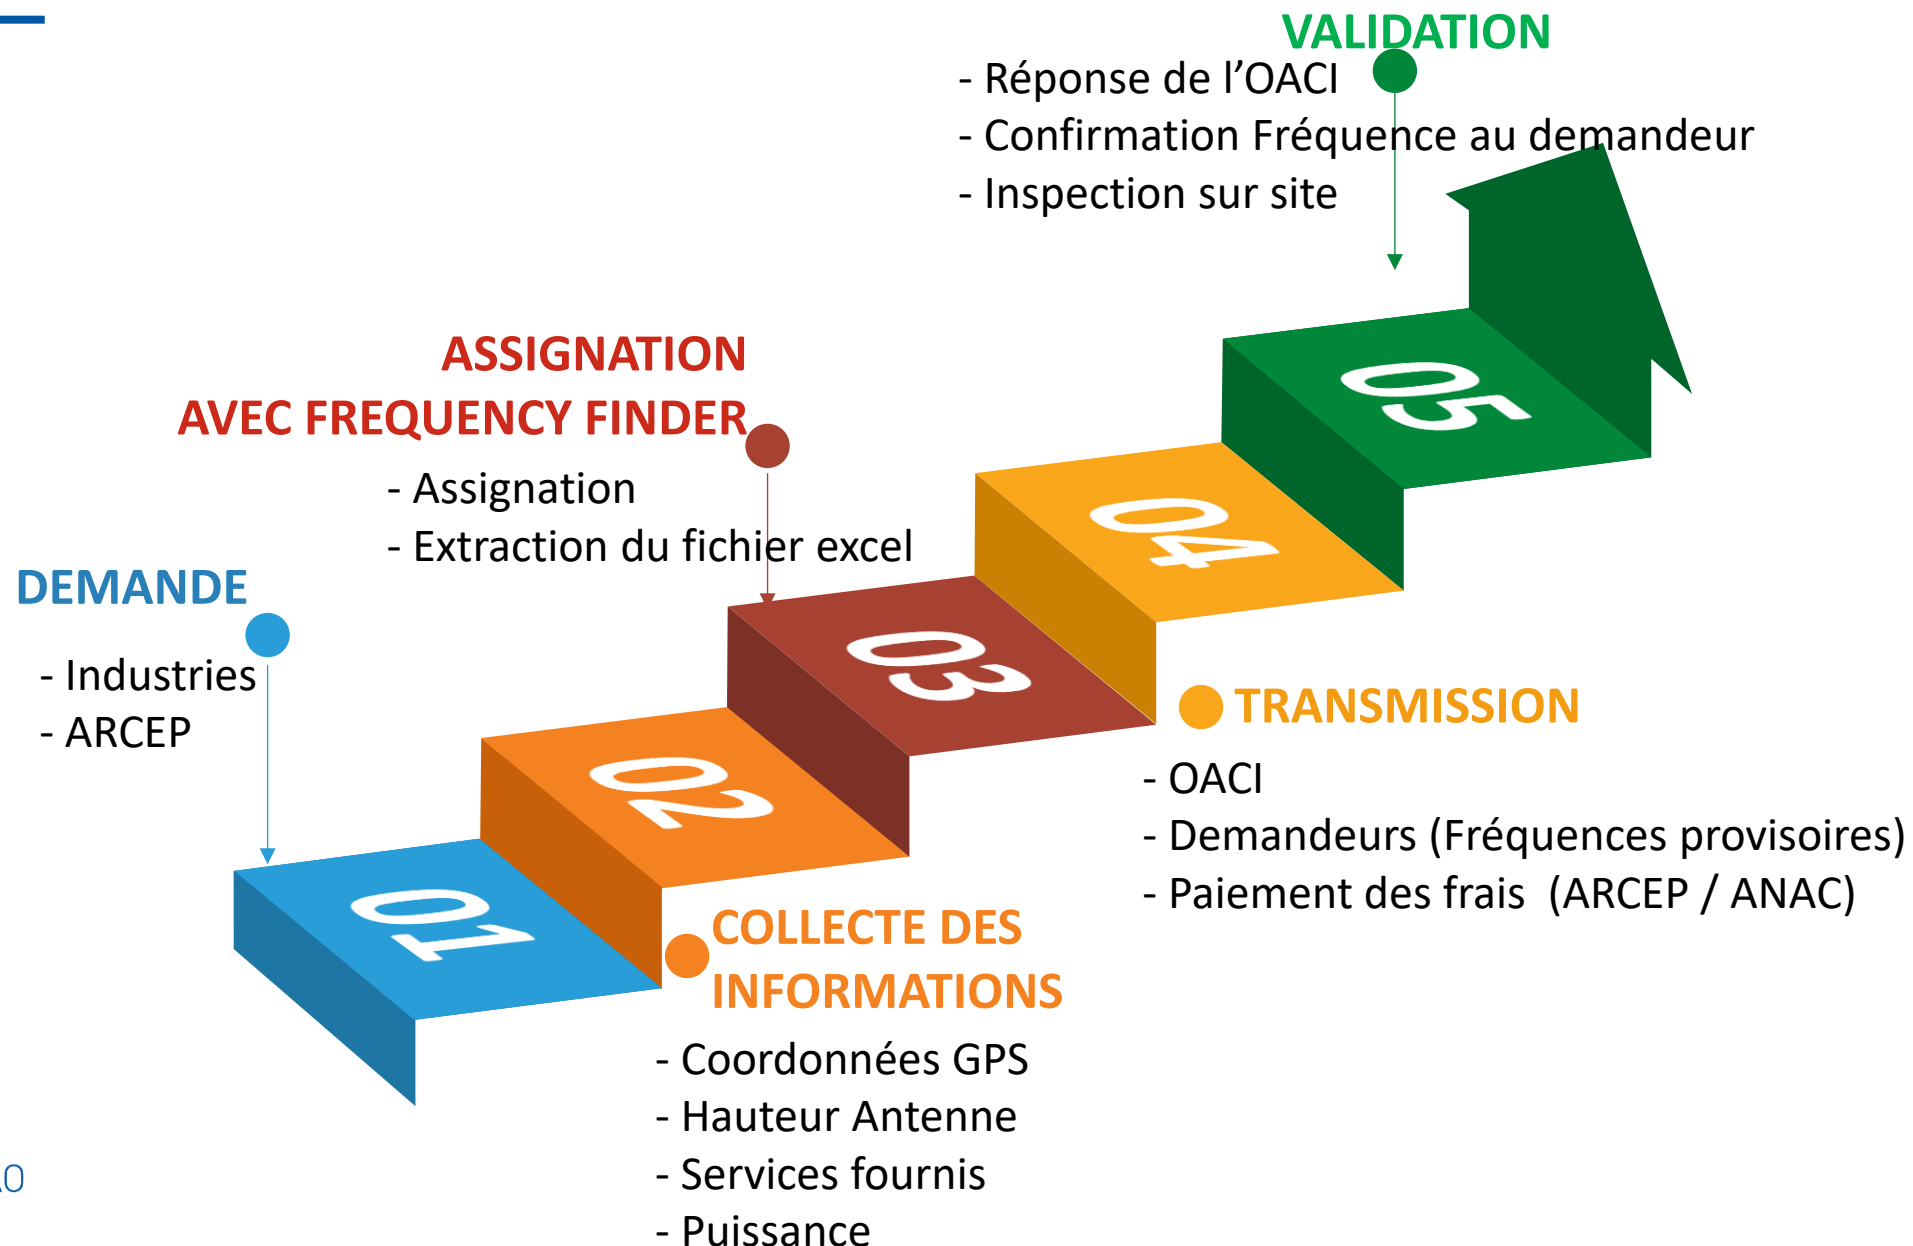 DEMANDE
- Industries
- ARCEP
01
COLLECTE DES
INFORMATIONS
- Coordonnées GPS
- Hauteur Antenne
- Services fournis
- Puissance
02
ASSIGNATION
AVEC FREQUENCY FINDER
- Assignation
- Extraction du fichier excel
03
TRANSMISSION
- OACI
- Demandeurs (Fréquences provisoires)
- Paiement des frais (ARCEP / ANAC)
04
VALIDATION
- Réponse de l’OACI
- Confirmation Fréquence au demandeur
- Inspection sur site
05